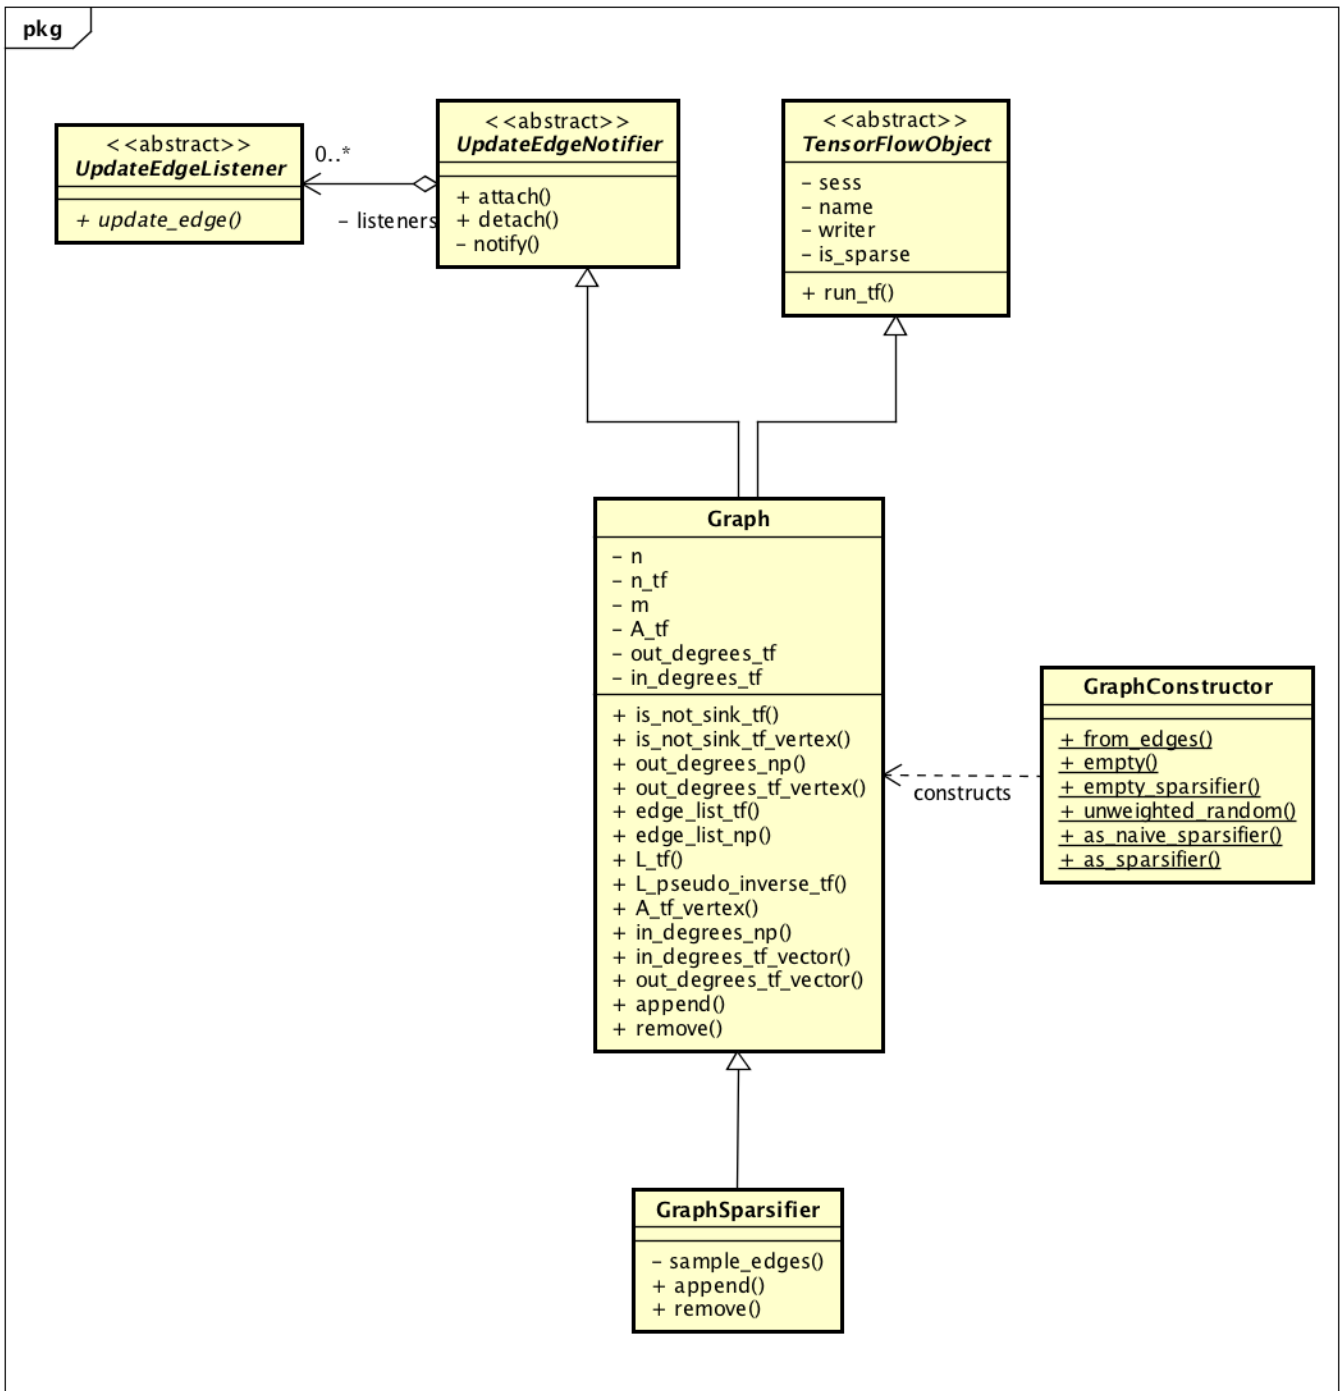 pkg
<<abstract>>
UpdateEdgeListener
+ update_edge()
0..*
– listeners
<<abstract>>
UpdateEdgeNotifier
+ attach()
+ detach()
– notify()
<<abstract>>
TensorFlowObject
– sess
– name
– writer
– is_sparse
+ run_tf()
Graph
– n
– n_tf
– m
– A_tf
– out_degrees_tf
– in_degrees_tf
+ is_not_sink_tf()
+ is_not_sink_tf_vertex()
+ out_degrees_np()
+ out_degrees_tf_vertex()
+ edge_list_tf()
+ edge_list_np()
+ L_tf()
+ L_pseudo_inverse_tf()
+ A_tf_vertex()
+ in_degrees_np()
+ in_degrees_tf_vector()
+ out_degrees_tf_vector()
+ append()
+ remove()
constructs
GraphConstructor
+ from_edges()
+ empty()
+ empty_sparsifier()
+ unweighted_random()
+ as_naive_sparsifier()
+ as_sparsifier()
GraphSparsifier
– sample_edges()
+ append()
+ remove()